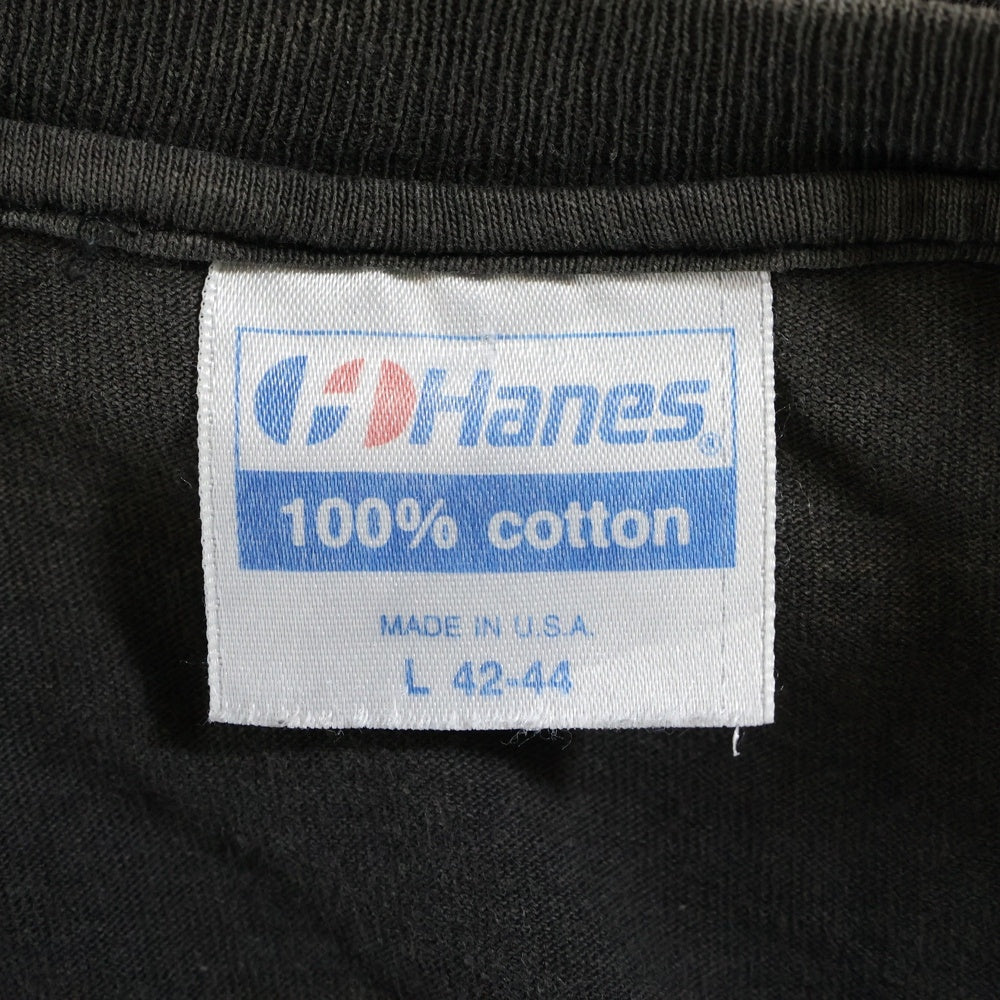 Hanes®
100% cotton
MADE IN U.S.A.
L 42-44